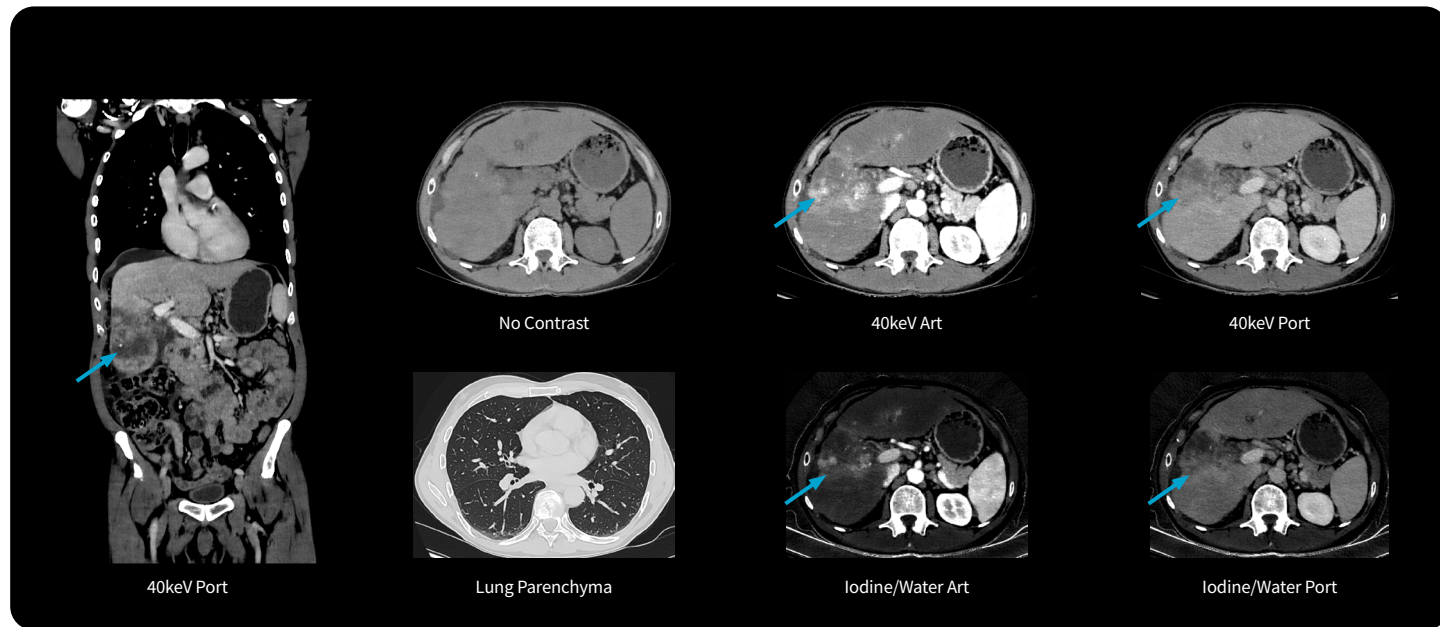 No Contrast
40keV Art
40keV Port
40keV Port
Lung Parenchyma
Iodine/Water Art
Iodine/Water Port